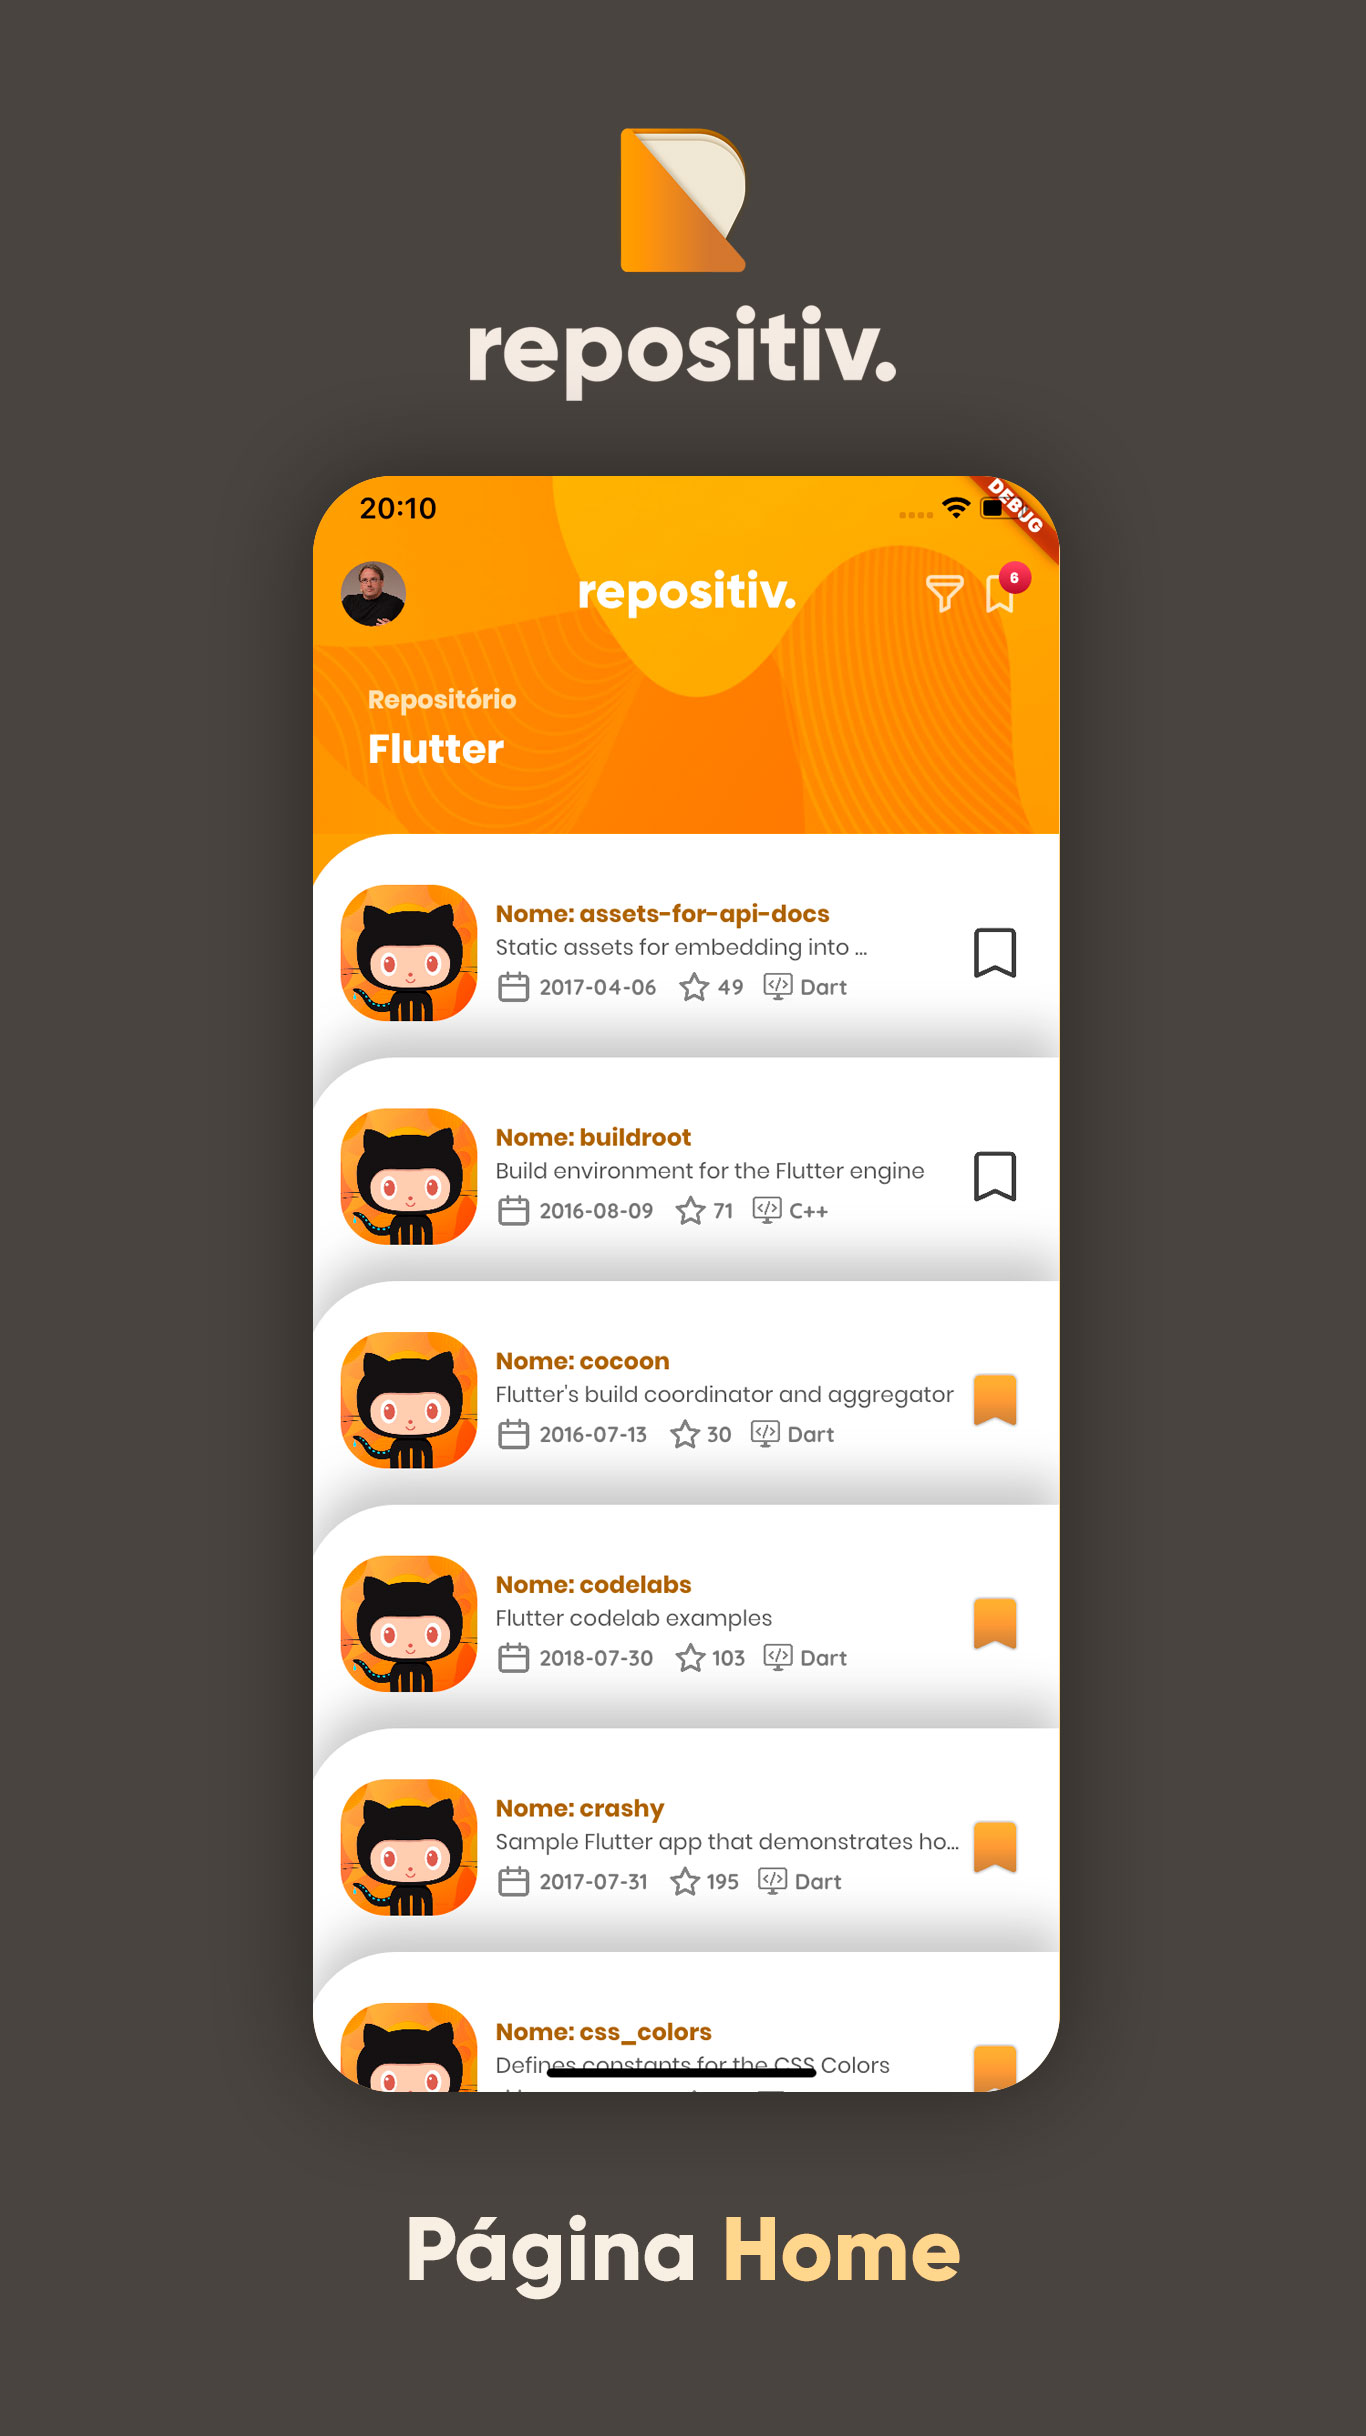 repositiv.
20:10
DEBUG
repositiv.
6
Repositório
Flutter
Nome: assets-for-api-docs
Static assets for embedding into ...
2017-04-06 49 Dart
Nome: buildroot
Build environment for the Flutter engine
2016-08-09 71 C++
Nome: cocoon
Flutter's build coordinator and aggregator
2016-07-13 30 Dart
Nome: codelabs
Flutter codelab examples
2018-07-30 103 Dart
Nome: crashy
Sample Flutter app that demonstrates ho...
2017-07-31 195 Dart
Nome: css_colors
Defines constants for the CSS Colors
Página Home